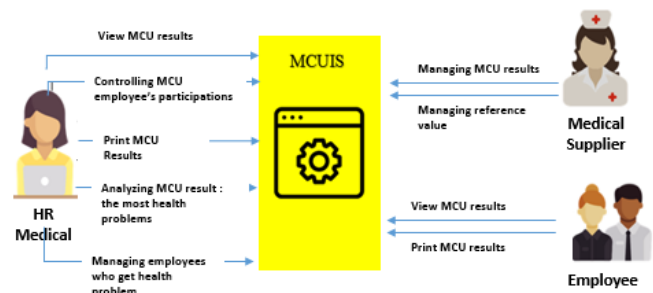 View MCU results
Controlling MCU
employee's participations
Print MCU
Results
Analyzing MCU result :
the most health
problems
HR
Medical
Managing employees
who get health
problem
MCUIS
Managing MCU results
Managing reference
value
Medical
Supplier
View MCU results
Print MCU results
Employee